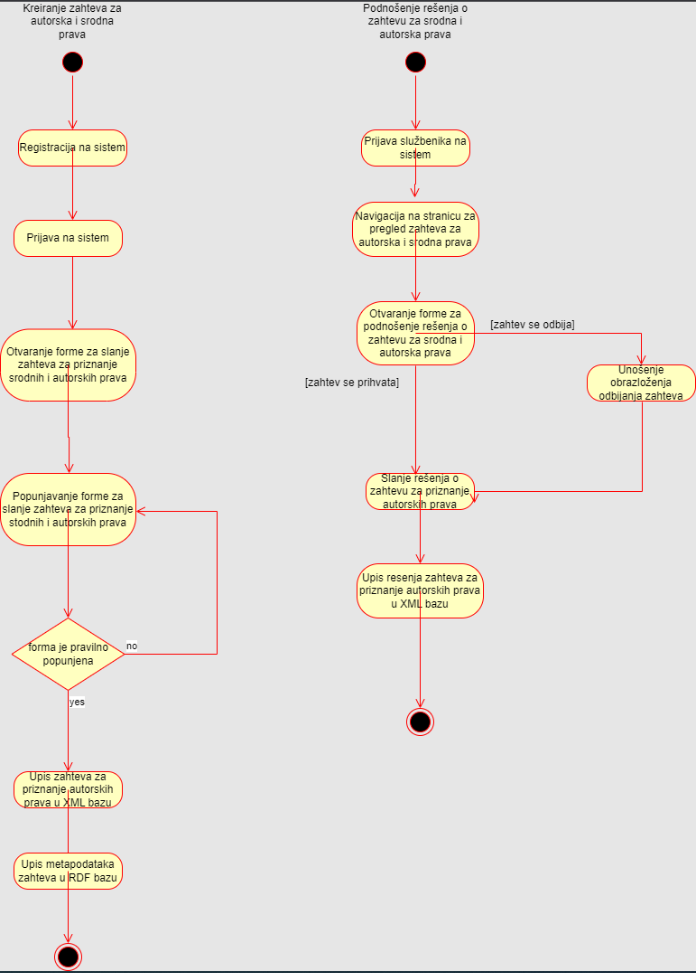 Kreiranje zahteva za
autorska i srodna
prava
Registracija na sistem
Prijava na sistem
Otvaranje forme za slanje
zahteva za priznanje
srodnih i autorskih prava
Popunjavanje forme za
slanje zahteva za priznanje
stodnih i autorskih prava
forma je pravilno
popunjena
no
yes
Upis zahteva za
priznanje autorskih
prava u XML bazu
Upis metapodataka
zahteva u RDF bazu
Podnošenje rešenja o
zahtevu za srodna i
autorska prava
Prijava službenika na
sistem
Navigacija na stranicu za
pregled zahteva za
autorska i srodna prava
Otvaranje forme za
podnošenje rešenja o
zahtevu za srodna i
autorska prava
[zahtev se odbija]
Unošenje
obrazloženja
odbijanja zahteva
[zahtev se prihvata]
Slanje rešenja o
zahtevu za priznanje
autorskih prava
Upis resenja zahteva za
priznanje autorskih prava
u XML bazu